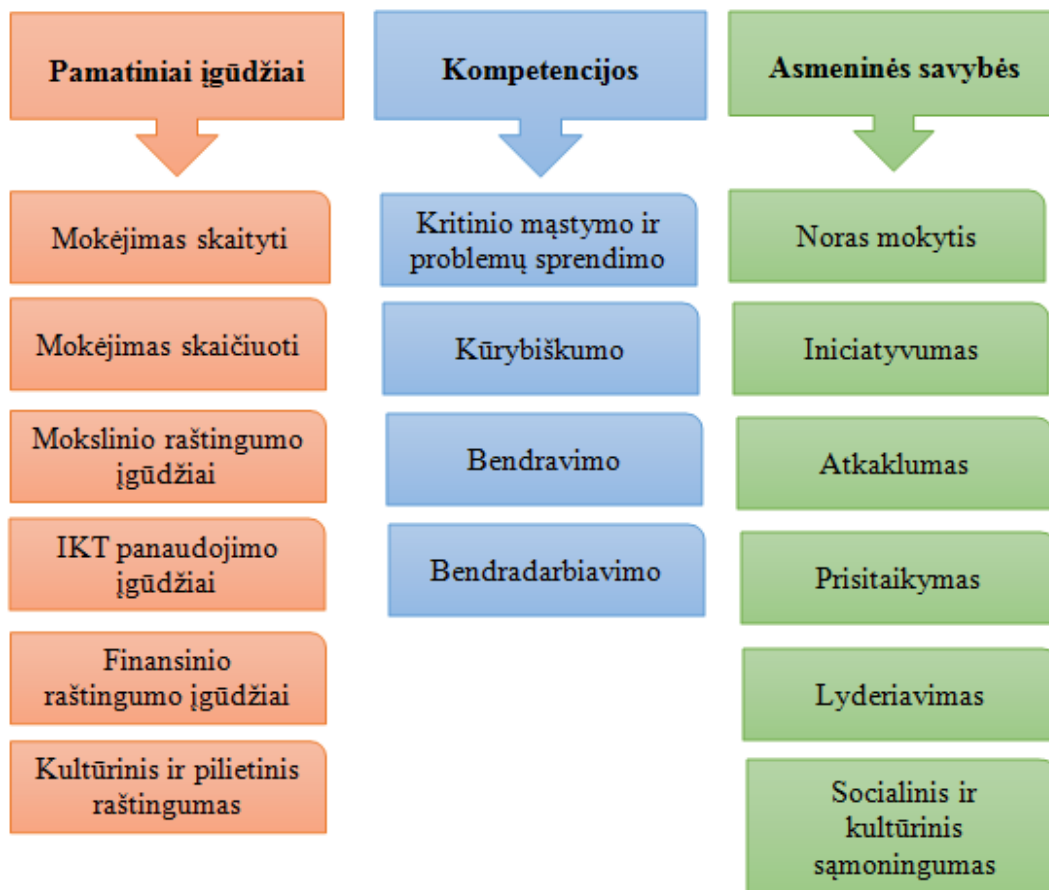 Pamatiniai įgūdžiai
Mokėjimas skaityti
Mokėjimas skaičiuoti
Mokslinio raštingumo
įgūdžiai
IKT panaudojimo
įgūdžiai
Finansinio
raštingumo įgūdžiai
Kultūrinis ir pilietinis
raštingumas
Kompetencijos
Kritinio mąstymo ir
problemų sprendimo
Kūrybiškumo
Bendravimo
Bendradarbiavimo
Asmeninės savybės
Noras mokytis
Iniciatyvumas
Atkaklumas
Prisitaikymas
Lyderiavimas
Socialinis ir
kultūrinis
sąmoningumas